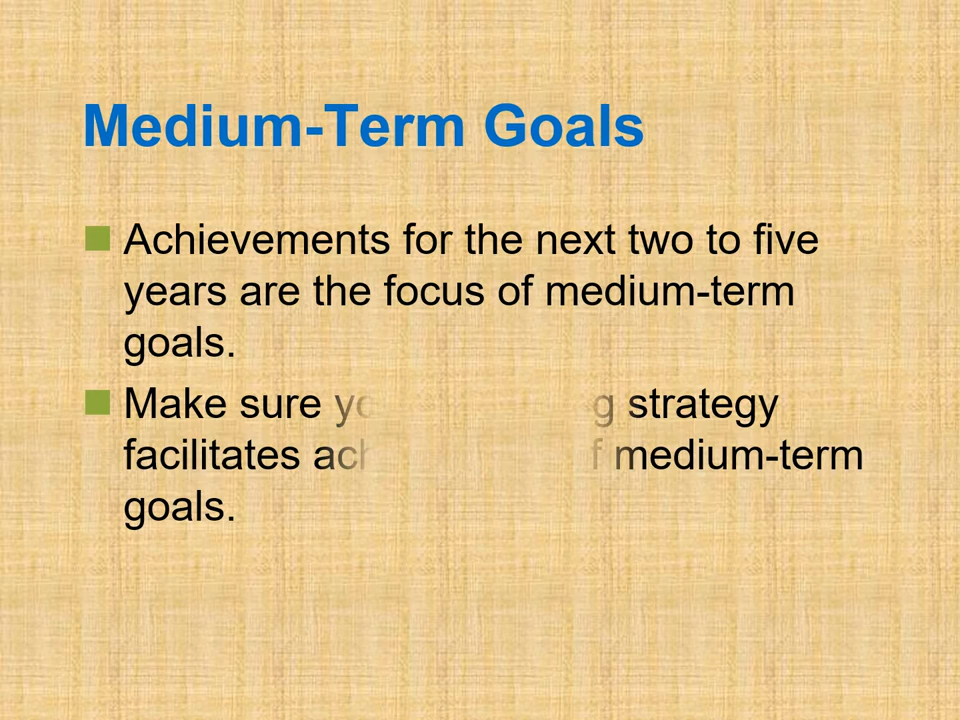 Medium-Term Goals
Achievements for the next two to five
years are the focus of medium-term
goals.
Make sure strategy
facilitates medium-term
goals.